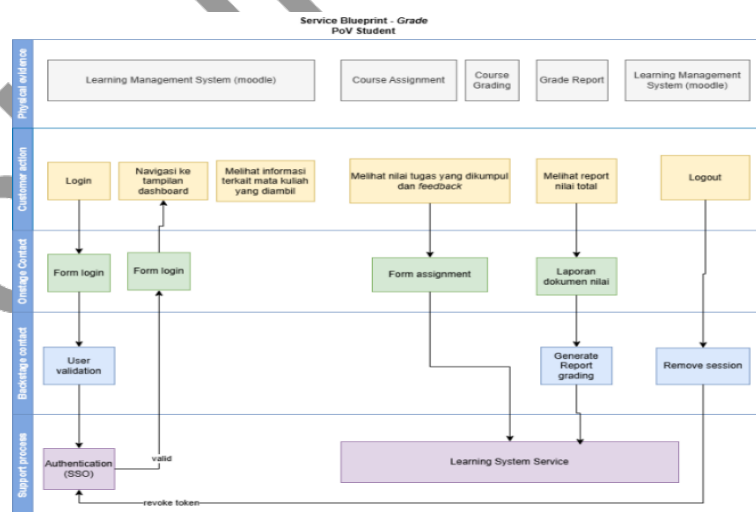 Service Blueprint - Grade
PoV Student
Physical evidence
Learning Management System (moodle)
Course Assignment
Course
Grading
Grade Report
Learning Management
System (moodle)
Customer action
Login
Navigasi ke
tampilan
dashboard
Melihat informasi
terkait mata kuliah
yang diambil
Melihat nilai tugas yang dikumpul
dan feedback
Melihat report
nilai total
Logout
Onstage Contact
Form login
Form login
Form assignment
Laporan
dokumen nilai
Backstage contact
User
validation
Generate
Report
grading
Remove session
Support process
Authentication
(SSO)
valid
Learning System Service
revoke token